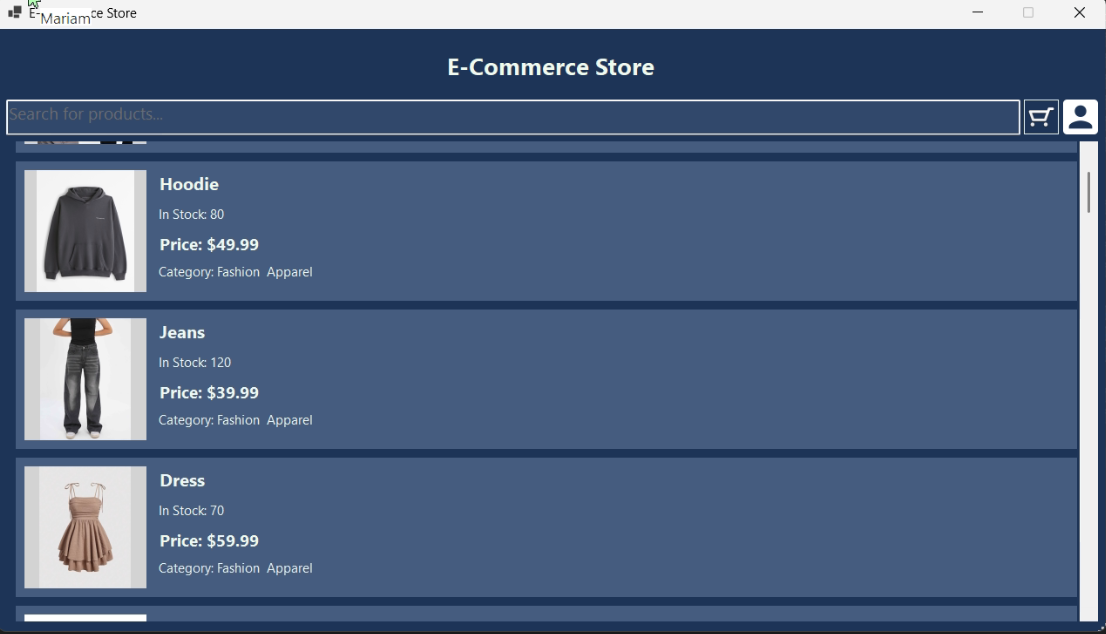 E-
Mariam
ce Store
E-Commerce Store
Search for products...
Hoodie
In Stock: 80
Price: $49.99
Category: Fashion  Apparel
Jeans
In Stock: 120
Price: $39.99
Category: Fashion  Apparel
Dress
In Stock: 70
Price: $59.99
Category: Fashion  Apparel